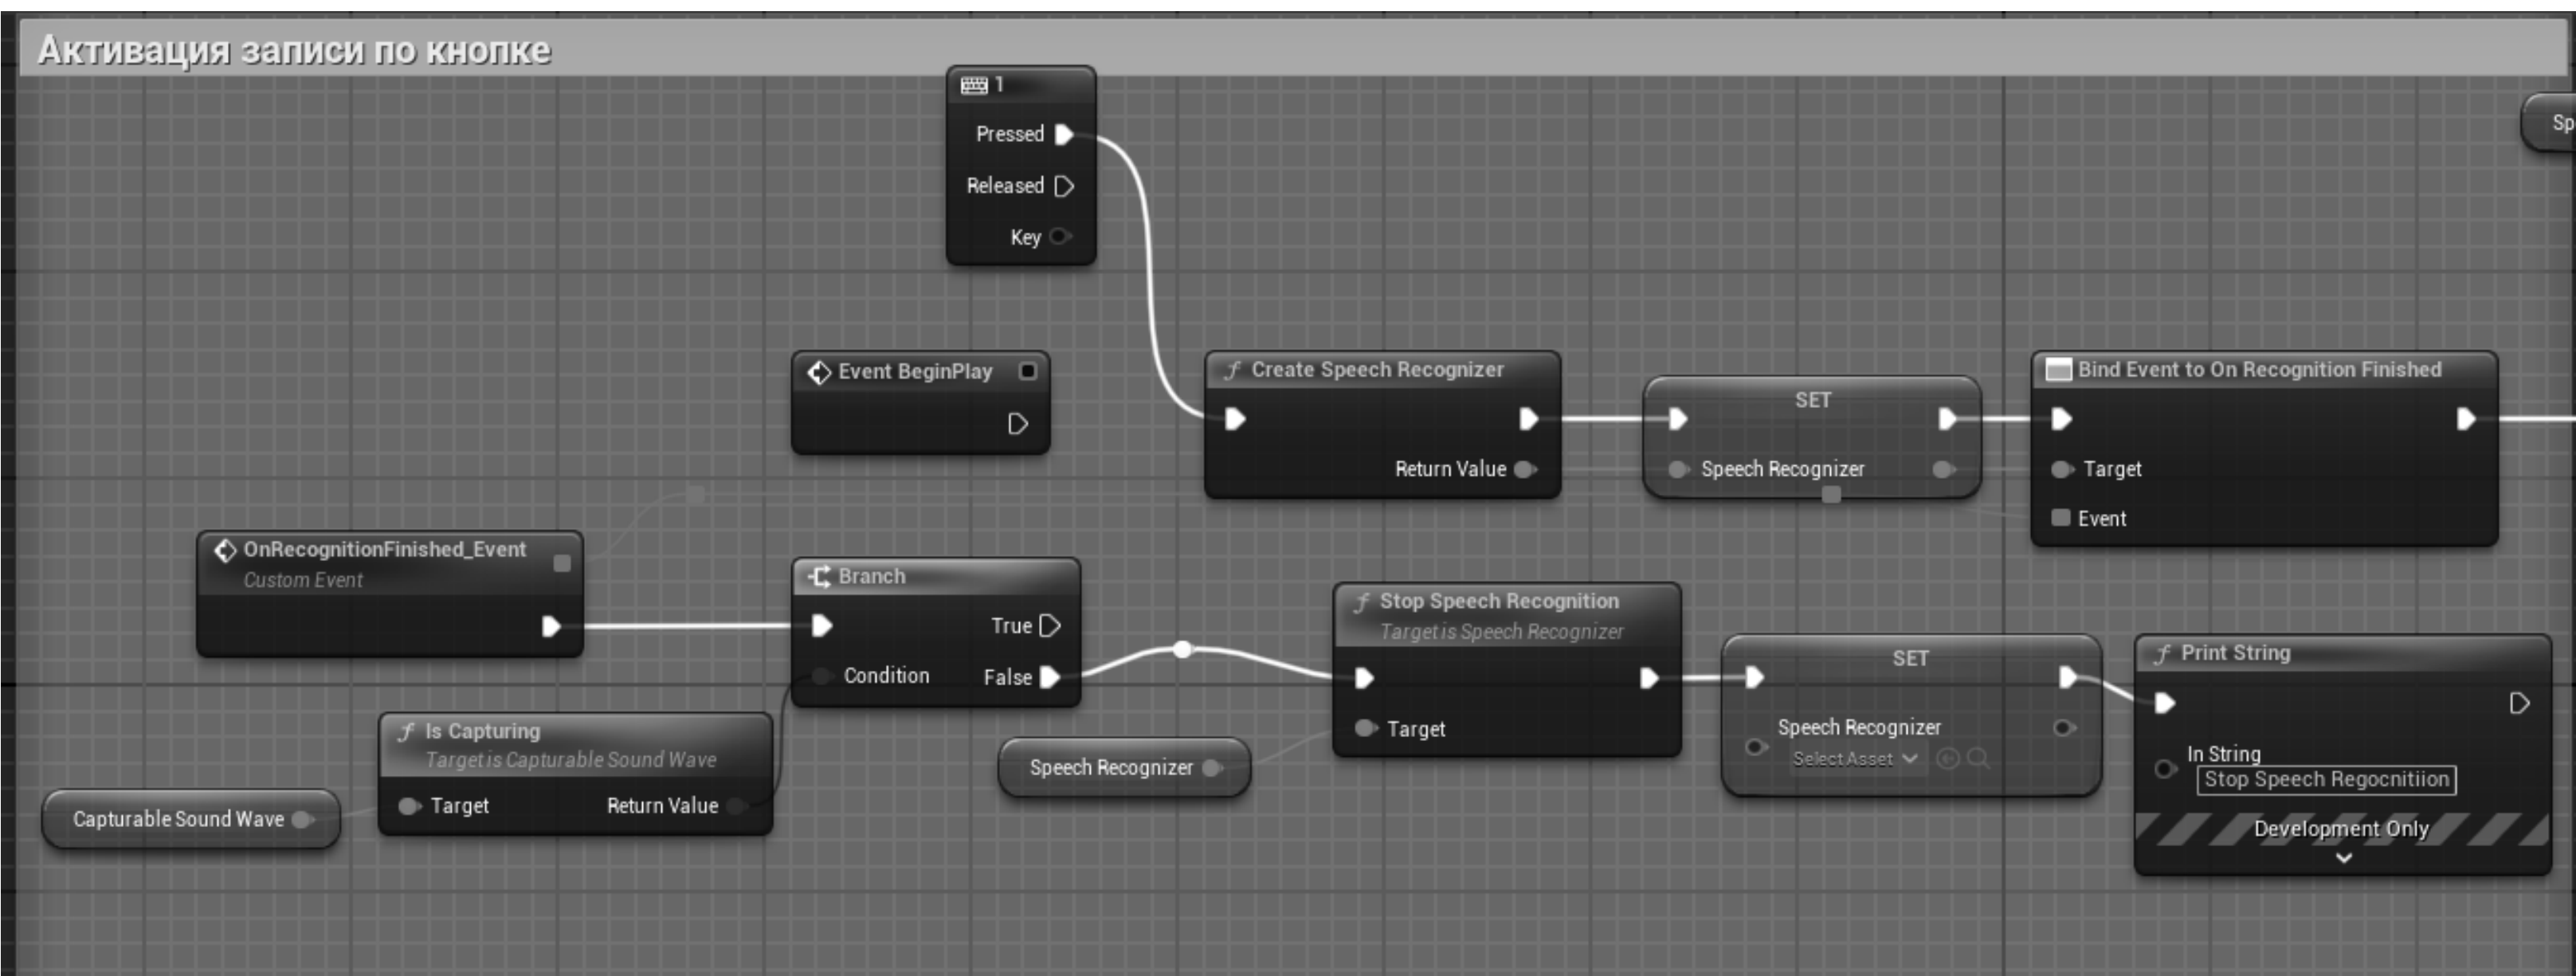 Активация записи по кнопке
1
Pressed
Released
Key
Sp
Event BeginPlay
Create Speech Recognizer
Return Value
SET
Speech Recognizer
Bind Event to On Recognition Finished
Target
Event
OnRecognitionFinished_Event
Custom Event
Branch
True
Condition
False
Is Capturing
Target is Capturable Sound Wave
Target
Return Value
Capturable Sound Wave
Speech Recognizer
Stop Speech Recognition
Target is Speech Recognizer
Target
SET
Speech Recognizer
Select Asset
Print String
In String
Stop Speech Regocnitiion
Development Only